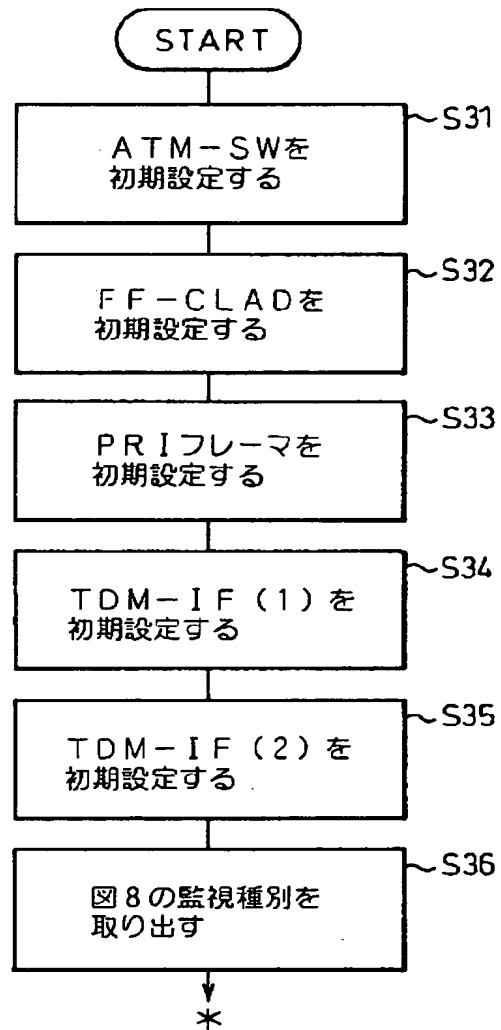 START
S31
ATM-SWを
初期設定する
S32
FF-CLADを
初期設定する
S33
PRIフレーマを
初期設定する
S34
TDM-IF(1)を
初期設定する
S35
TDM-IF(2)を
初期設定する
S36
図8の監視種別を
取り出す
*